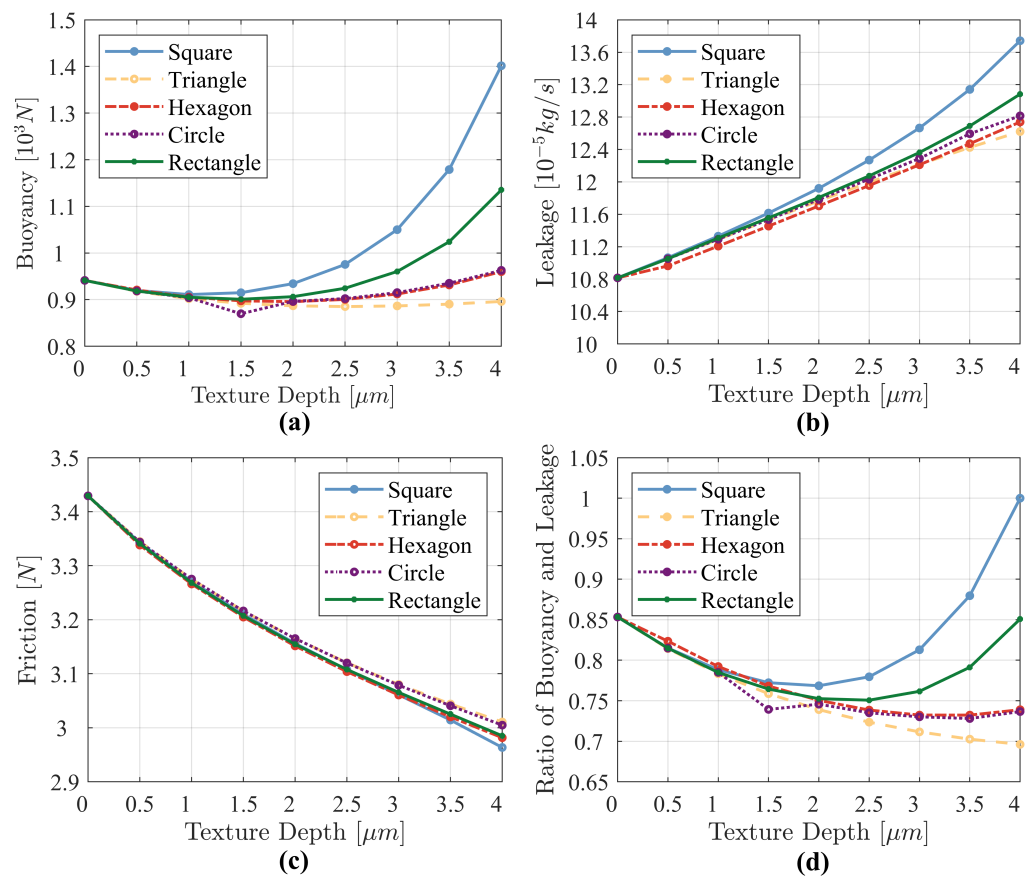 Buoyancy [10³N]
1.5
1.4
1.3
1.2
1.1
1
0.9
0.8
Square
Triangle
Hexagon
Circle
Rectangle
0 0.5 1 1.5 2 2.5 3 3.5 4
Texture Depth [μm]
(a)
Leakage [10⁻⁵kg/s]
14
13.6
13.2
12.8
12.4
12
11.6
11.2
10.8
10.4
10
Square
Triangle
Hexagon
Circle
Rectangle
0 0.5 1 1.5 2 2.5 3 3.5 4
Texture Depth [μm]
(b)
Friction [N]
3.5
3.4
3.3
3.2
3.1
3
2.9
Square
Triangle
Hexagon
Circle
Rectangle
0 0.5 1 1.5 2 2.5 3 3.5 4
Texture Depth [μm]
(c)
Ratio of Buoyancy and Leakage
1.05
1
0.95
0.9
0.85
0.8
0.75
0.7
0.65
Square
Triangle
Hexagon
Circle
Rectangle
0 0.5 1 1.5 2 2.5 3 3.5 4
Texture Depth [μm]
(d)